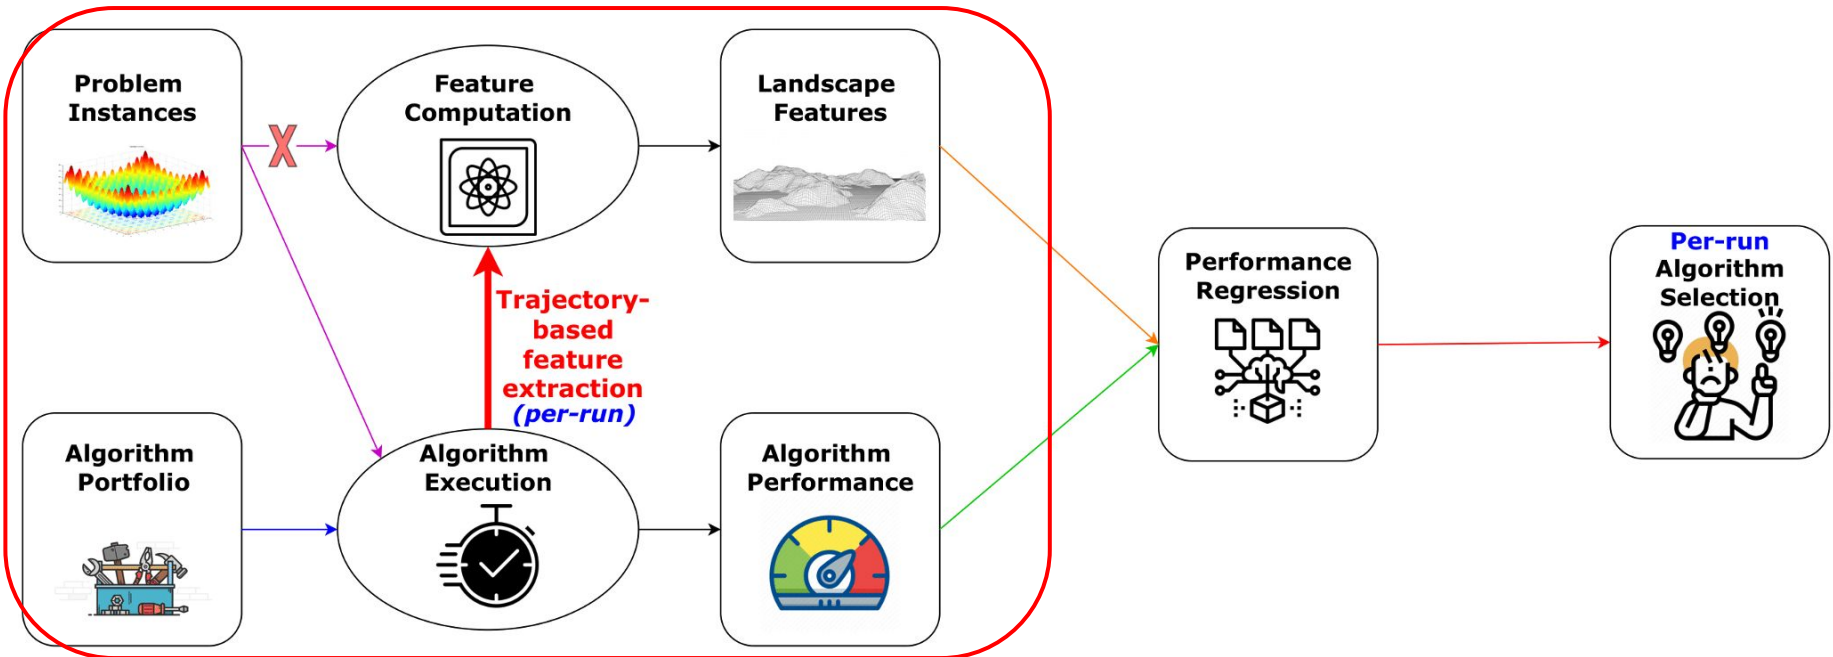 Problem
Instances
Feature
Computation
Landscape
Features
X
Trajectory-
based
feature
extraction
(per-run)
Algorithm
Portfolio
Algorithm
Execution
Algorithm
Performance
Performance
Regression
Per-run
Algorithm
Selection